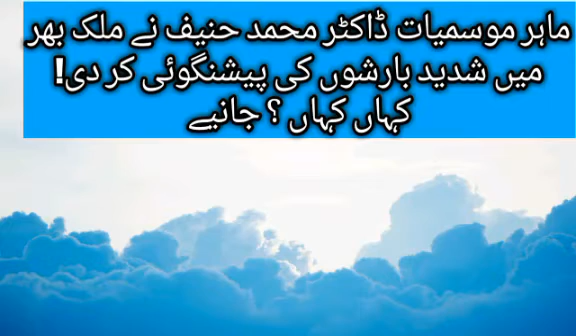 ماہر موسمیات ڈاکٹر محمد حنیف نے ملک بھر
میں شدید بارشوں کی پیشنگوئی کر دی!
کہاں کہاں ؟ جانیے